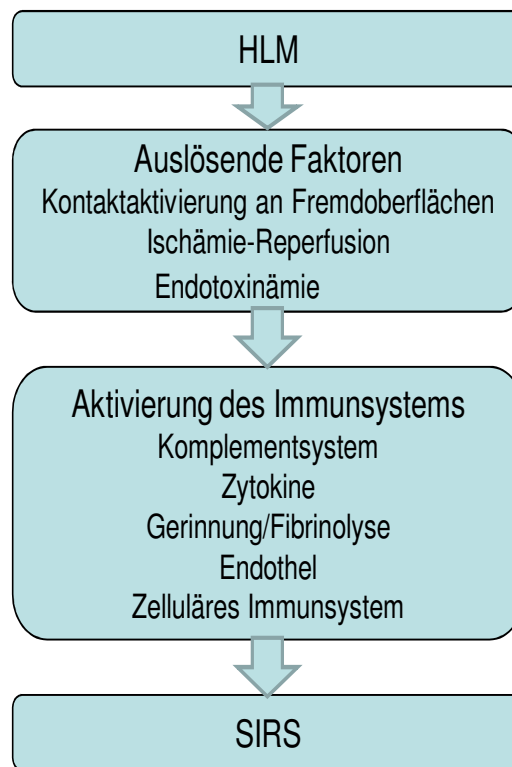 HLM
Auslösende Faktoren
Kontaktaktivierung an Fremdoberflächen
Ischämie-Reperfusion
Endotoxinämie
Aktivierung des Immunsystems
Komplementsystem
Zytokine
Gerinnung/Fibrinolyse
Endothel
Zelluläres Immunsystem
SIRS